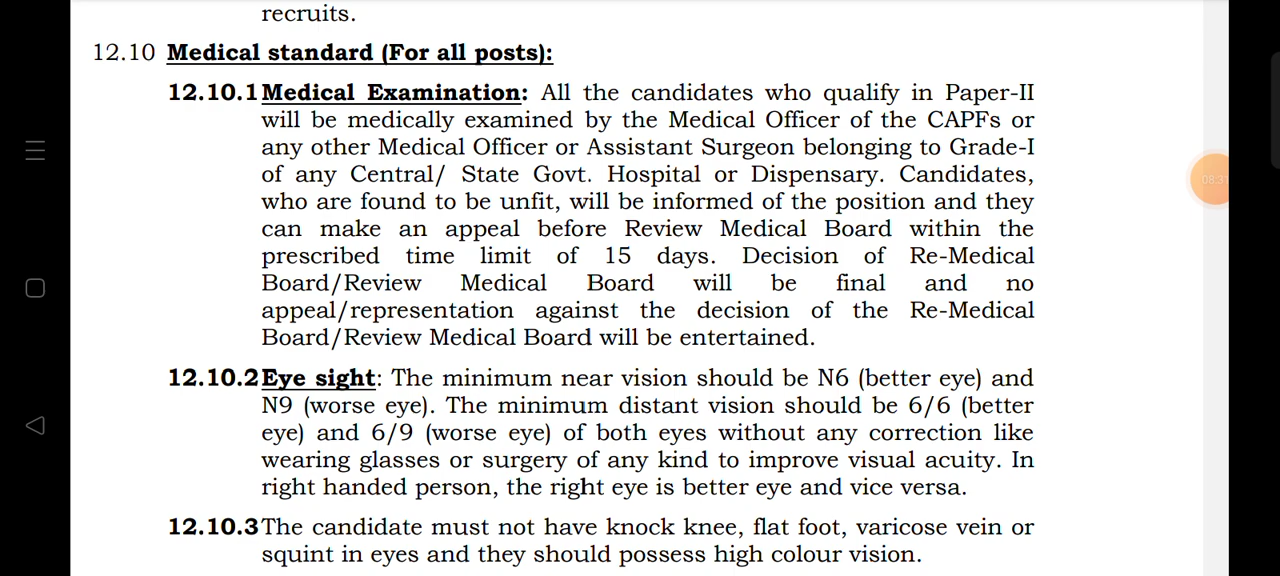 recruits.
12.10 Medical standard (For all posts):
12.10.1 Medical Examination: All the candidates who qualify in Paper-II
will be medically examined by the Medical Officer of the CAPFs or
any other Medical Officer or Assistant Surgeon belonging to Grade-I
of any Central/ State Govt. Hospital or Dispensary. Candidates,
who are found to be unfit, will be informed of the position and they
can make an appeal before Review Medical Board within the
prescribed time limit of 15 days. Decision of Re-Medical
Board/Review Medical Board will be final and no
appeal/representation against the decision of the Re-Medical
Board/Review Medical Board will be entertained.
12.10.2 Eye sight: The minimum near vision should be N6 (better eye) and
N9 (worse eye). The minimum distant vision should be 6/6 (better
eye) and 6/9 (worse eye) of both eyes without any correction like
wearing glasses or surgery of any kind to improve visual acuity. In
right handed person, the right eye is better eye and vice versa.
12.10.3 The candidate must not have knock knee, flat foot, varicose vein or
squint in eyes and they should possess high colour vision.